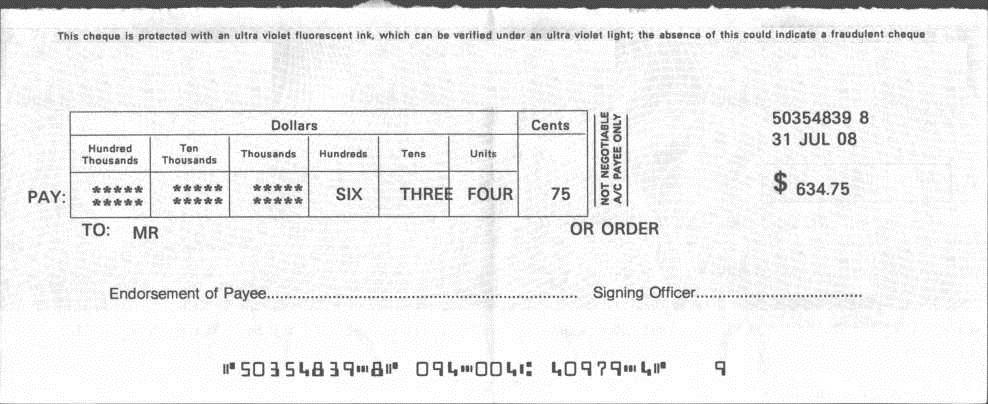 This cheque is protected with an ultra violet fluorescent ink, which can be verified under an ultra violet light; the absence of this could indicate a fraudulent cheque
50354839 8
31 JUL 08
$ 634.75
Dollars Cents
Hundred Thousands Ten Thousands Thousands Hundreds Tens Units
PAY: ***** ***** ***** SIX THREE FOUR 75
***** ***** *****
NOT NEGOTIABLE
A/C PAYEE ONLY
TO: MR OR ORDER
Endorsement of Payee.............................................................................. Signing Officer..........................................
⑈50354839⑉8⑈ 094⑉004⑆ 40979⑉4⑈ 9